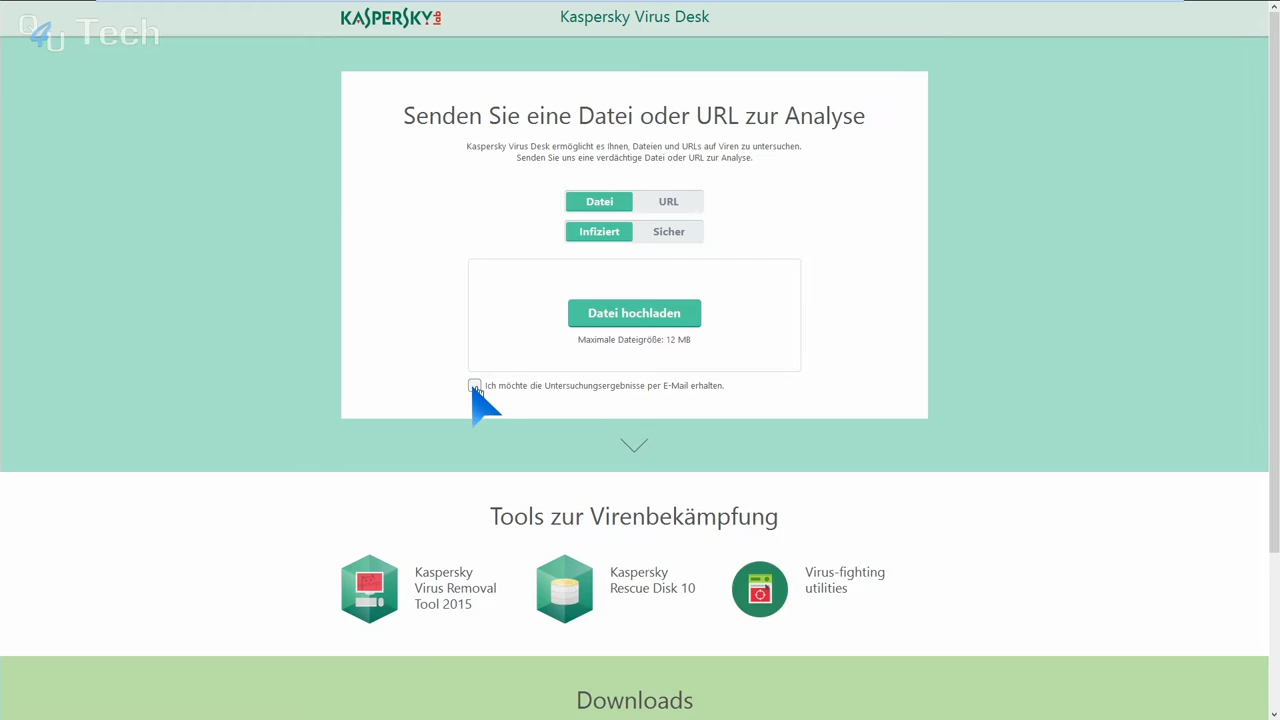 Q4U Tech
KASPERSKY lab
Kaspersky Virus Desk
Senden Sie eine Datei oder URL zur Analyse
Kaspersky Virus Desk ermöglicht es Ihnen, Dateien und URLs auf Viren zu untersuchen.
Senden Sie uns eine verdächtige Datei oder URL zur Analyse.
Datei URL
Infiziert Sicher
Datei hochladen
Maximale Dateigröße: 12 MB
Ich möchte die Untersuchungsergebnisse per E-Mail erhalten.
Tools zur Virenbekämpfung
Kaspersky
Virus Removal
Tool 2015
Kaspersky
Rescue Disk 10
Virus-fighting
utilities
Downloads